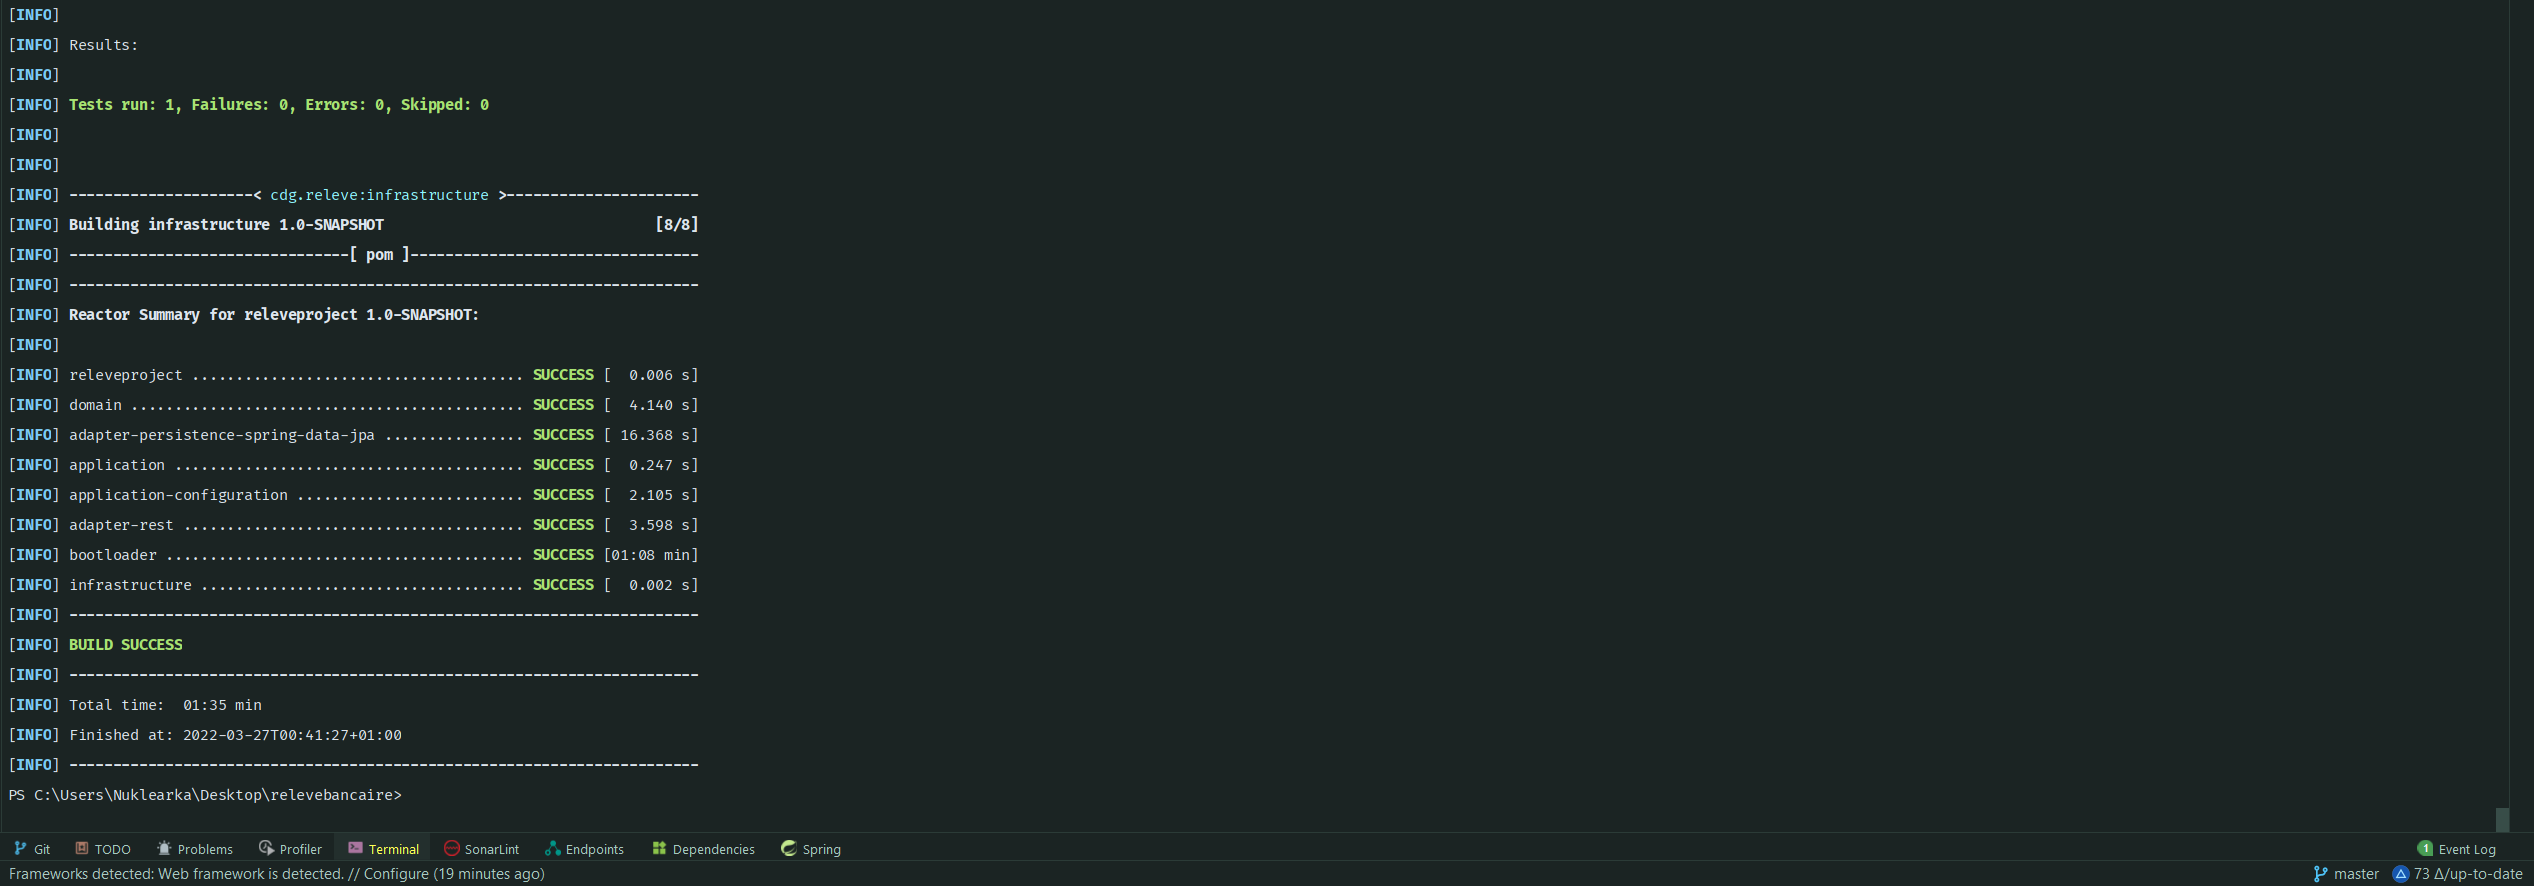 [INFO]
[INFO] Results:
[INFO]
[INFO] Tests run: 1, Failures: 0, Errors: 0, Skipped: 0
[INFO]
[INFO]
[INFO] ---------------------< cdg.releve:infrastructure >----------------------
[INFO] Building infrastructure 1.0-SNAPSHOT                               [8/8]
[INFO] --------------------------------[ pom ]---------------------------------
[INFO] ------------------------------------------------------------------------
[INFO] Reactor Summary for releveproject 1.0-SNAPSHOT:
[INFO]
[INFO] releveproject ...................................... SUCCESS [  0.006 s]
[INFO] domain ............................................. SUCCESS [  4.140 s]
[INFO] adapter-persistence-spring-data-jpa ................ SUCCESS [ 16.368 s]
[INFO] application ........................................ SUCCESS [  0.247 s]
[INFO] application-configuration .......................... SUCCESS [  2.105 s]
[INFO] adapter-rest ....................................... SUCCESS [  3.598 s]
[INFO] bootloader ......................................... SUCCESS [01:08 min]
[INFO] infrastructure ..................................... SUCCESS [  0.002 s]
[INFO] ------------------------------------------------------------------------
[INFO] BUILD SUCCESS
[INFO] ------------------------------------------------------------------------
[INFO] Total time:  01:35 min
[INFO] Finished at: 2022-03-27T00:41:27+01:00
[INFO] ------------------------------------------------------------------------
PS C:\Users\Nuklearka\Desktop\relevebancaire>
Git TODO Problems Profiler Terminal SonarLint Endpoints Dependencies Spring 1 Event Log
Frameworks detected: Web framework is detected. // Configure (19 minutes ago) master 73 Δ/up-to-date